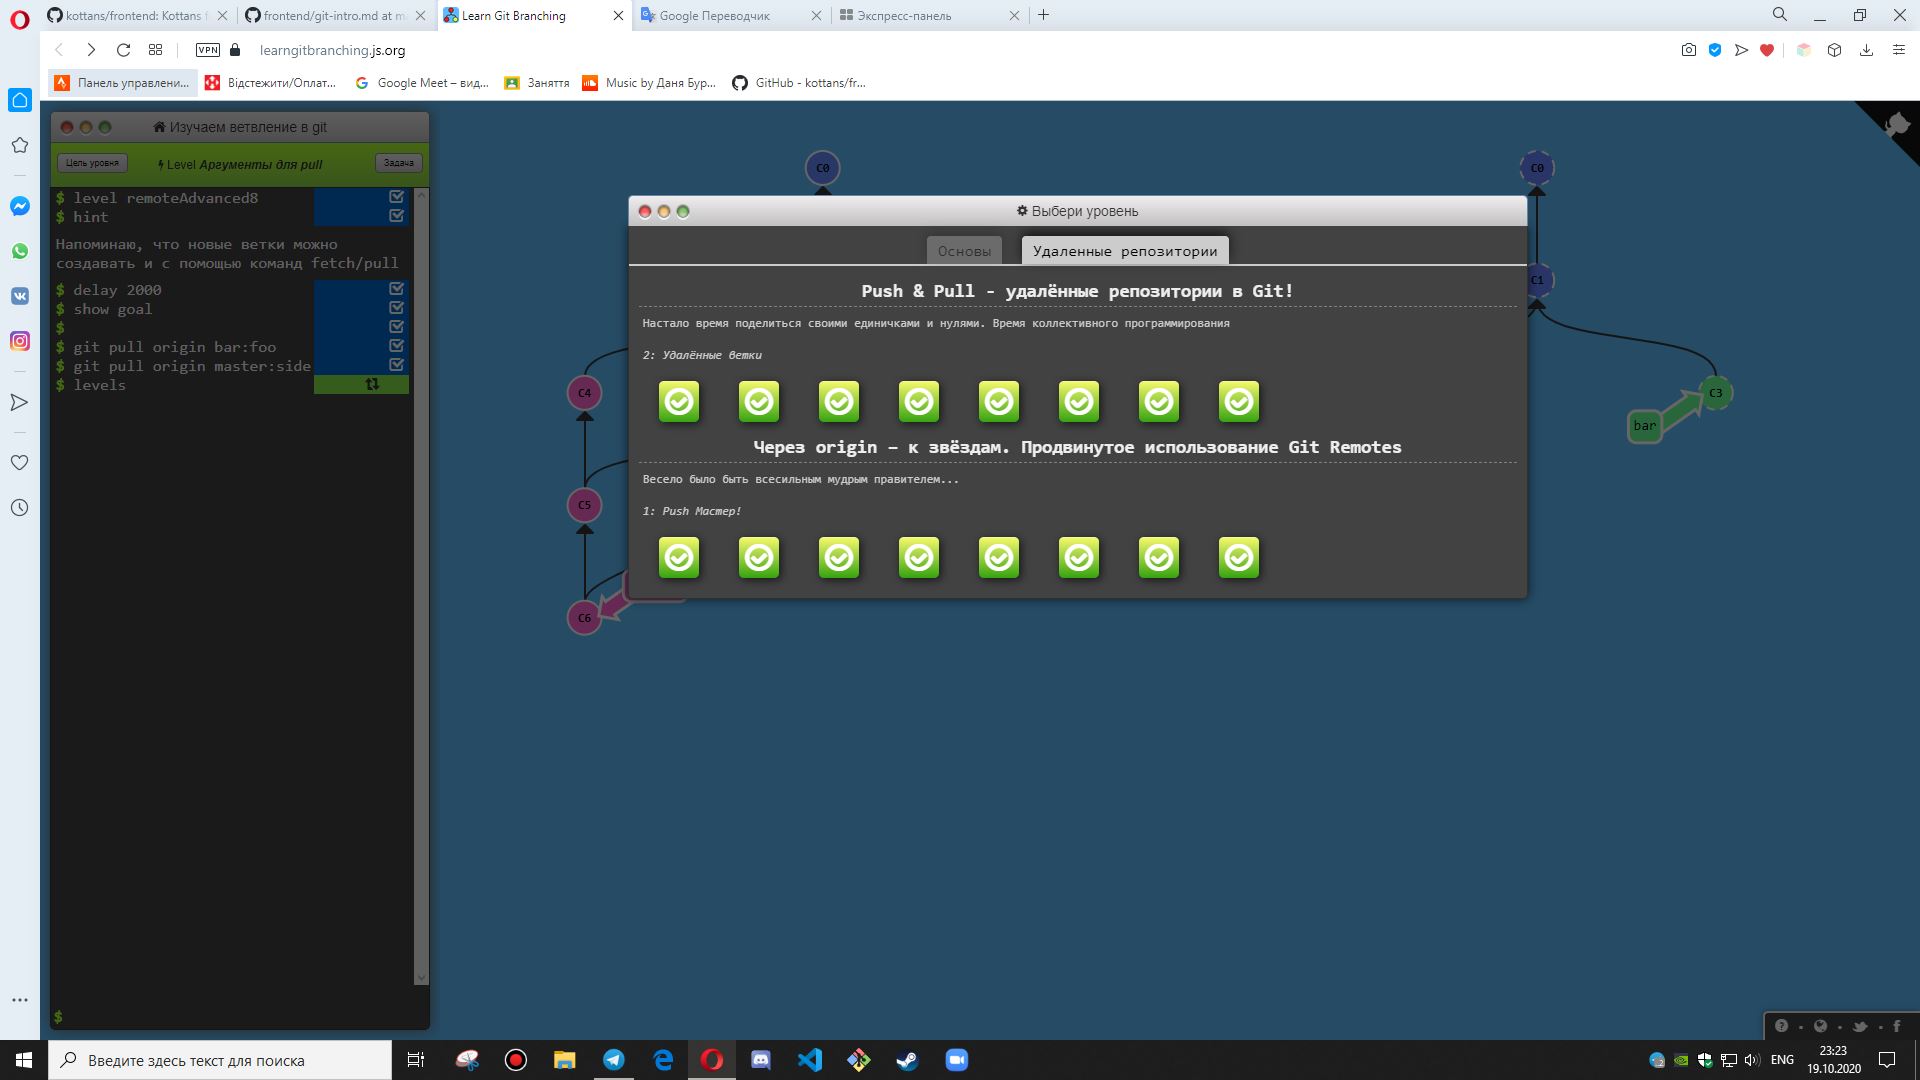 kottans/frontend: Kottans f
frontend/git-intro.md at m
Learn Git Branching
Google Переводчик
Экспресс-панель
VPN
learngitbranching.js.org
Панель управлени...
Відстежити/Оплат...
Google Meet – вид...
Заняття
Music by Даня Бур...
GitHub - kottans/fr...
Изучаем ветвление в git
Цель уровня
Level Аргументы для pull
Задача
$ level remoteAdvanced8
$ hint
Напоминаю, что новые ветки можно
создавать и с помощью команд fetch/pull
$ delay 2000
$ show goal
$
$ git pull origin bar:foo
$ git pull origin master:side
$ levels
$
C0
C4
C5
C6
Выбери уровень
Основы
Удаленные репозитории
Push & Pull - удалённые репозитории в Git!
Настало время поделиться своими единичками и нулями. Время коллективного программирования
2: Удалённые ветки
Через origin – к звёздам. Продвинутое использование Git Remotes
Весело было быть всесильным мудрым правителем...
1: Push Мастер!
C0
C1
C3
bar
Введите здесь текст для поиска
ENG
23:23
19.10.2020